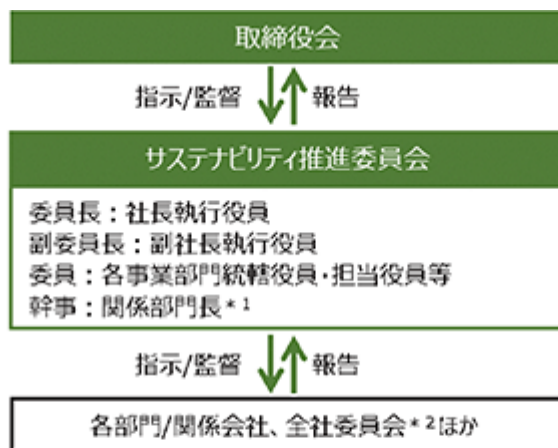 取締役会
指示/監督 報告
サステナビリティ推進委員会
委員長：社長執行役員
副委員長：副社長執行役員
委員：各事業部門統轄役員・担当役員等
幹事：関係部門長*1
指示/監督 報告
各部門/関係会社、全社委員会*2ほか